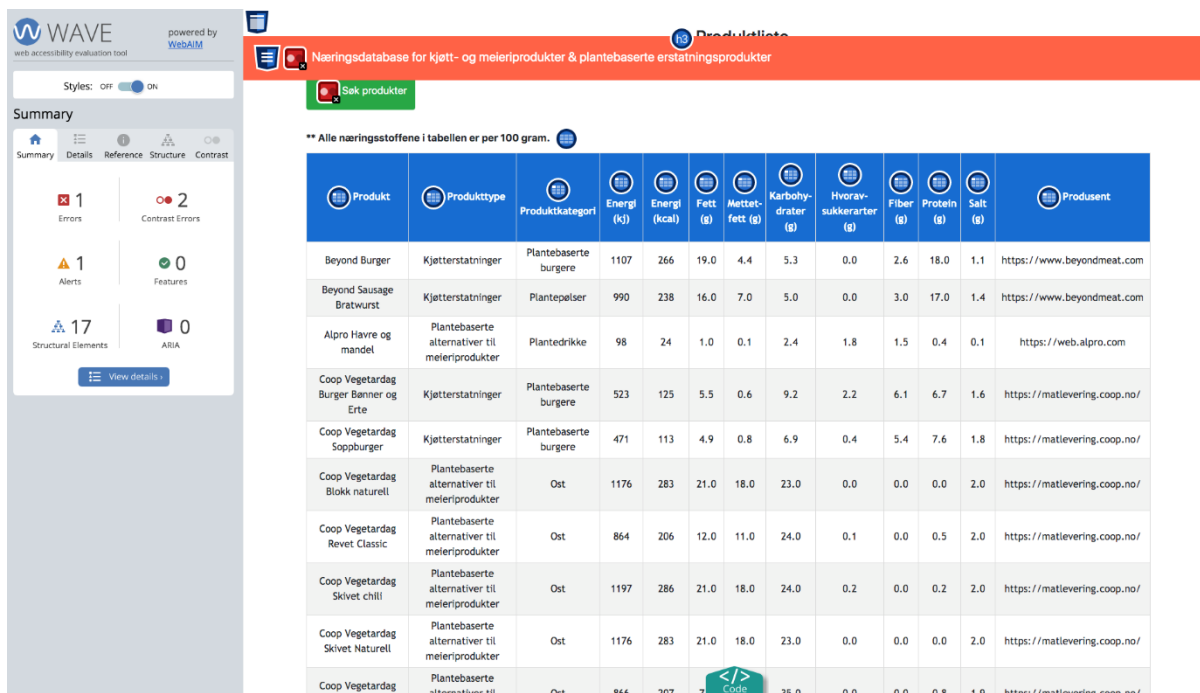 WAVE
powered by
WebAIM
web accessibility evaluation tool
Styles: OFF ON
Summary
Summary Details Reference Structure Contrast
1
Errors
2
Contrast Errors
1
Alerts
0
Features
17
Structural Elements
0
ARIA
View details ›
h3 Produktliste
Næringsdatabase for kjøtt- og meieriprodukter & plantebaserte erstatningsprodukter
Søk produkter
** Alle næringsstoffene i tabellen er per 100 gram.
Produkt
Produkttype
Produktkategori
Energi
(kj)
Energi
(kcal)
Fett
(g)
Mettet-
fett (g)
Karbohy-
drater
(g)
Hvorav-
sukkerarter
(g)
Fiber
(g)
Protein
(g)
Salt
(g)
Produsent
Beyond Burger
Kjøtterstatninger
Plantebaserte
burgere
1107 266 19.0 4.4 5.3 0.0 2.6 18.0 1.1 https://www.beyondmeat.com
Beyond Sausage
Bratwurst
Kjøtterstatninger
Plantepølser
990 238 16.0 7.0 5.0 0.0 3.0 17.0 1.4 https://www.beyondmeat.com
Alpro Havre og
mandel
Plantebaserte
alternativer til
meieriprodukter
Plantedrikke
98 24 1.0 0.1 2.4 1.8 1.5 0.4 0.1 https://web.alpro.com
Coop Vegetardag
Burger Bønner og
Erte
Kjøtterstatninger
Plantebaserte
burgere
523 125 5.5 0.6 9.2 2.2 6.1 6.7 1.6 https://matlevering.coop.no/
Coop Vegetardag
Soppburger
Kjøtterstatninger
Plantebaserte
burgere
471 113 4.9 0.8 6.9 0.4 5.4 7.6 1.8 https://matlevering.coop.no/
Coop Vegetardag
Blokk naturell
Plantebaserte
alternativer til
meieriprodukter
Ost
1176 283 21.0 18.0 23.0 0.0 0.0 0.0 2.0 https://matlevering.coop.no/
Coop Vegetardag
Revet Classic
Plantebaserte
alternativer til
meieriprodukter
Ost
864 206 12.0 11.0 24.0 0.1 0.0 0.5 2.0 https://matlevering.coop.no/
Coop Vegetardag
Skivet chili
Plantebaserte
alternativer til
meieriprodukter
Ost
1197 286 21.0 18.0 24.0 0.2 0.0 0.2 2.0 https://matlevering.coop.no/
Coop Vegetardag
Skivet Naturell
Plantebaserte
alternativer til
meieriprodukter
Ost
1176 283 21.0 18.0 23.0 0.0 0.0 0.0 2.0 https://matlevering.coop.no/
Coop Vegetardag
Plantebaserte
</> Code